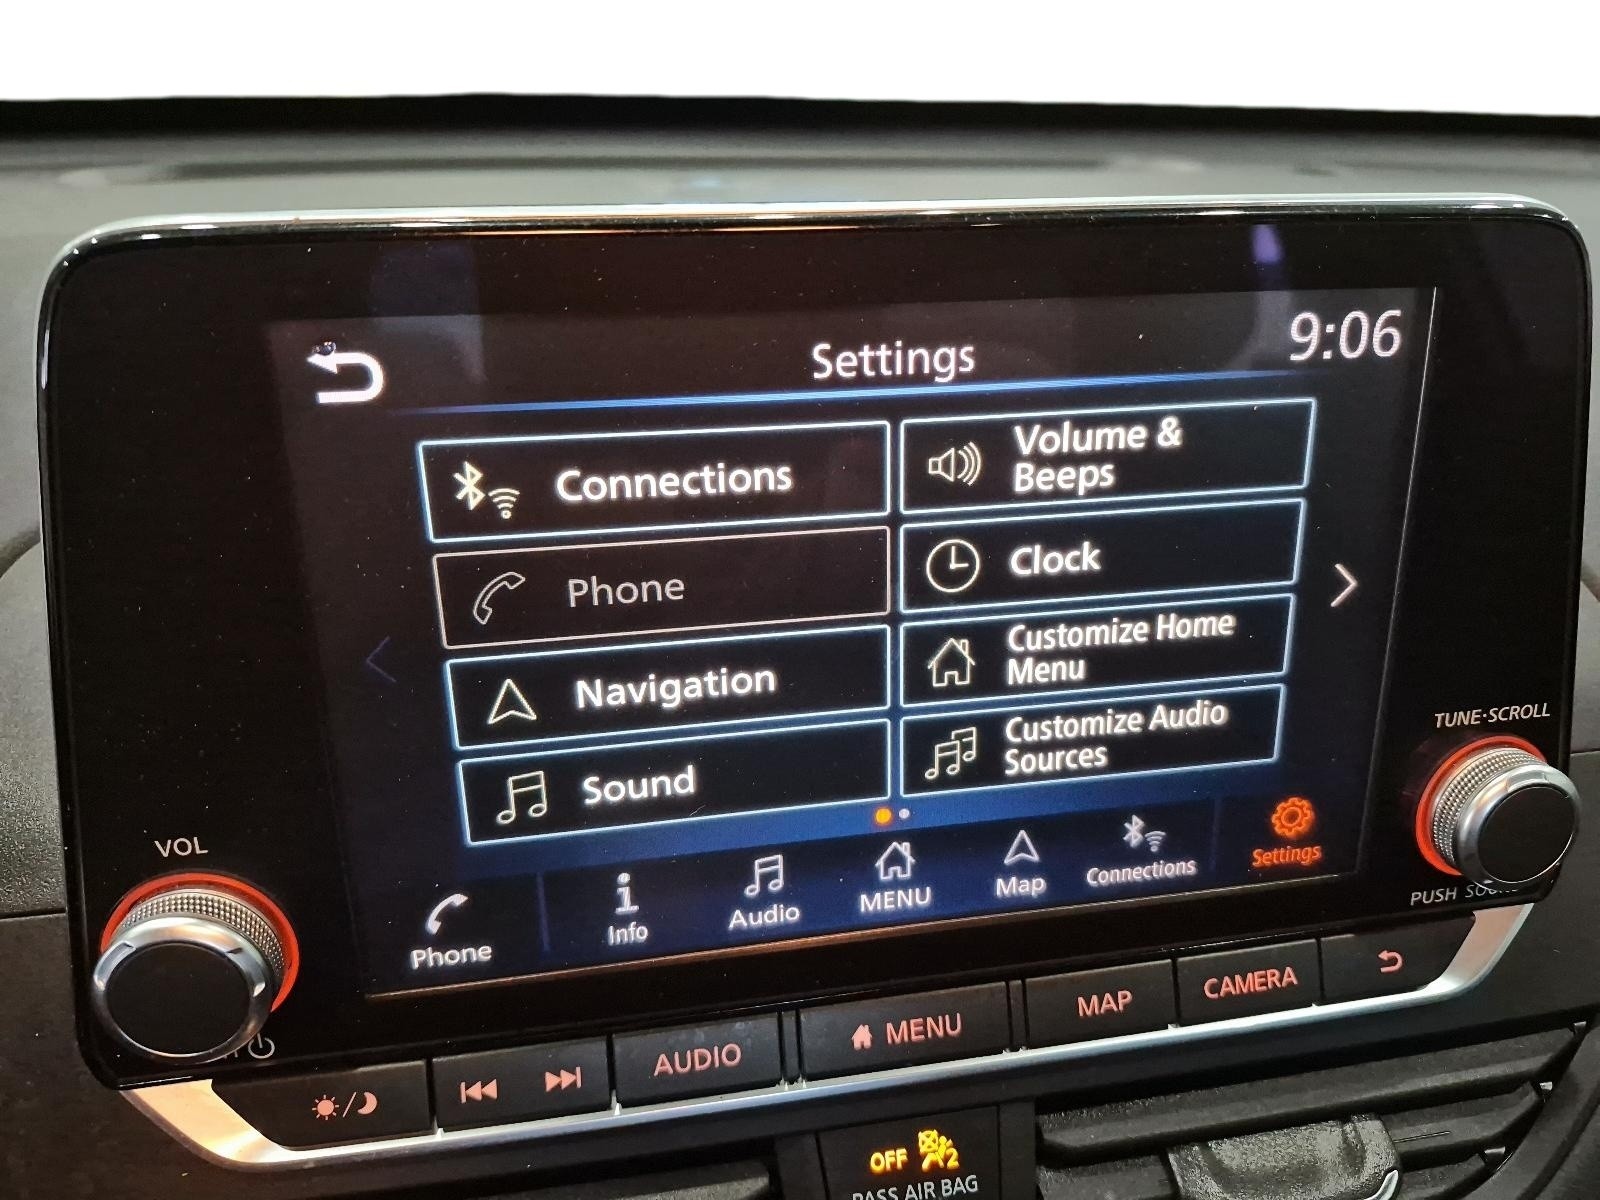 Settings
9:06
Connections
Volume &
Beeps
Phone
Clock
Navigation
Customize Home
Menu
Sound
Customize Audio
Sources
Phone
Info
Audio
MENU
Map
Connections
Settings
VOL
TUNE·SCROLL
PUSH
AUDIO
MENU
MAP
CAMERA
OFF
2
PASS AIR BAG